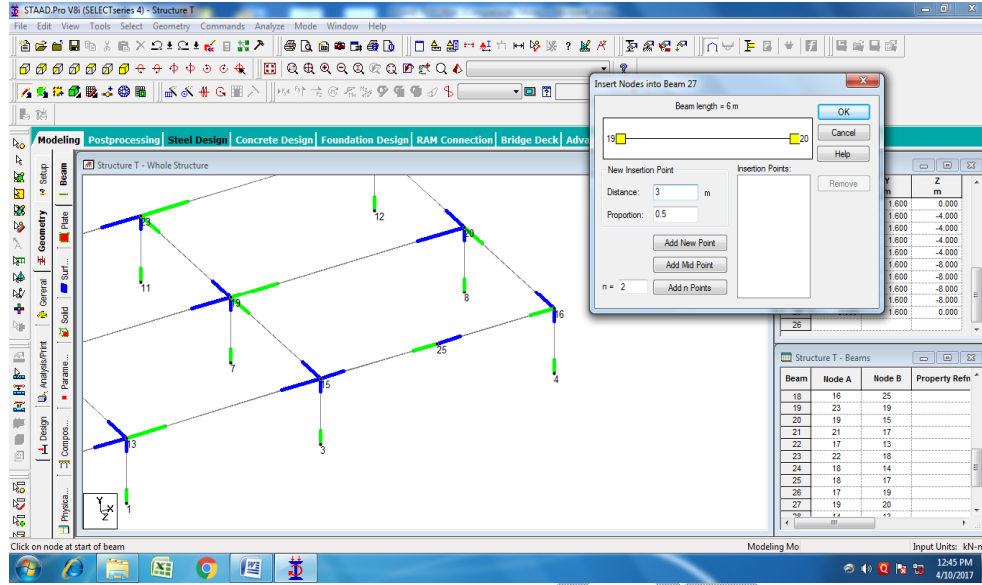 STAAD.Pro V8i (SELECTseries 4) - Structure T
File Edit View Tools Select Geometry Commands Analyze Mode Window Help
Modeling Postprocessing Steel Design Concrete Design Foundation Design RAM Connection Bridge Deck Adva
Setup
Geometry
General
Analysis/Print
Design
Beam
Plate
Surf...
Solid
Parame...
Compos...
Physica...
Structure T - Whole Structure
23
11
12
20
8
19
7
16
25
4
15
3
13
1
Y
X
Z
Insert Nodes into Beam 27
Beam length = 6 m
19
20
OK
Cancel
Help
New Insertion Point
Insertion Points:
Distance: 3 m
Remove
Proportion: 0.5
Add New Point
Add Mid Point
n = 2 Add n Points
Y Z
m m
1.600 0.000
1.600 -4.000
1.600 -4.000
1.600 -4.000
1.600 -4.000
1.600 -8.000
1.600 -8.000
1.600 -8.000
1.600 -8.000
1.600 0.000
26
Structure T - Beams
Beam Node A Node B Property Refn
18 16 25
19 23 19
20 19 15
21 21 17
22 17 13
23 22 18
24 18 14
25 18 17
26 17 19
27 19 20
Click on node at start of beam
Modeling Mo
Input Units: kN-m
12:45 PM
4/10/2017